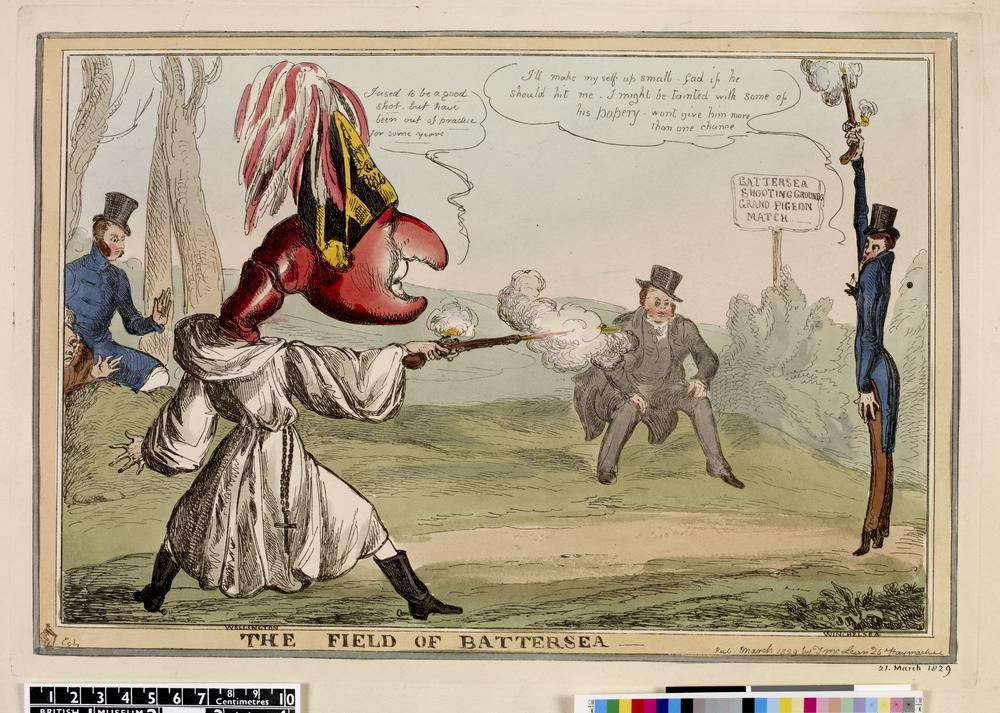 I used to be a good
shot - but have
been out of practice
for some years
I'll make myself up small - Gad if he
should hit me - I might be tainted with some of
his popery - wont give him more
than one chance
BATTERSEA
SHOOTING GROUND
GRAND PIGEON
MATCH
WELLINGTON
WINCHELSEA
THE FIELD OF BATTERSEA
Pub. March 1829 by T. McLean 26 Haymarket
21. March 1829
1 2 3 4 5 6 7 8 9 10
Centimetres
BRITISH MUSEUM